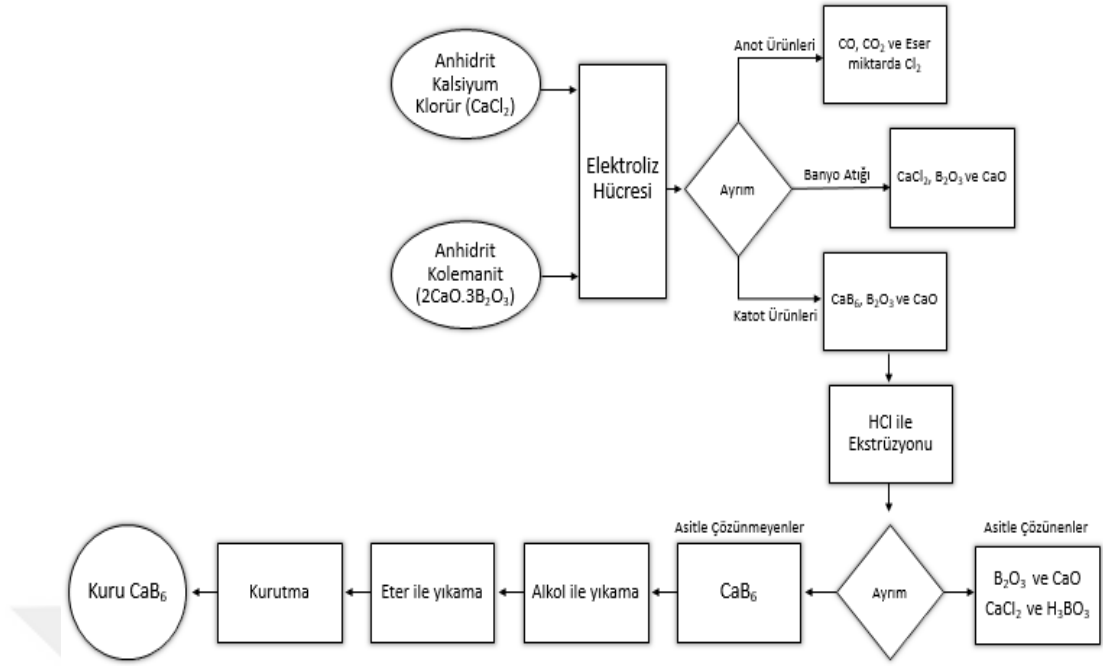 Anhidrit
Kalsiyum
Klorür (CaCl₂)
Anhidrit
Kolemanit
(2CaO.3B₂O₃)
Elektroliz
Hücresi
Ayrım
Anot Ürünleri
CO, CO₂ ve Eser
miktarda Cl₂
Banyo Atığı
CaCl₂, B₂O₃ ve CaO
Katot Ürünleri
CaB₆, B₂O₃ ve CaO
HCl ile
Ekstrüzyonu
Ayrım
Asitle Çözünenler
B₂O₃ ve CaO
CaCl₂ ve H₃BO₃
Asitle Çözünmeyenler
CaB₆
Alkol ile yıkama
Eter ile yıkama
Kurutma
Kuru CaB₆